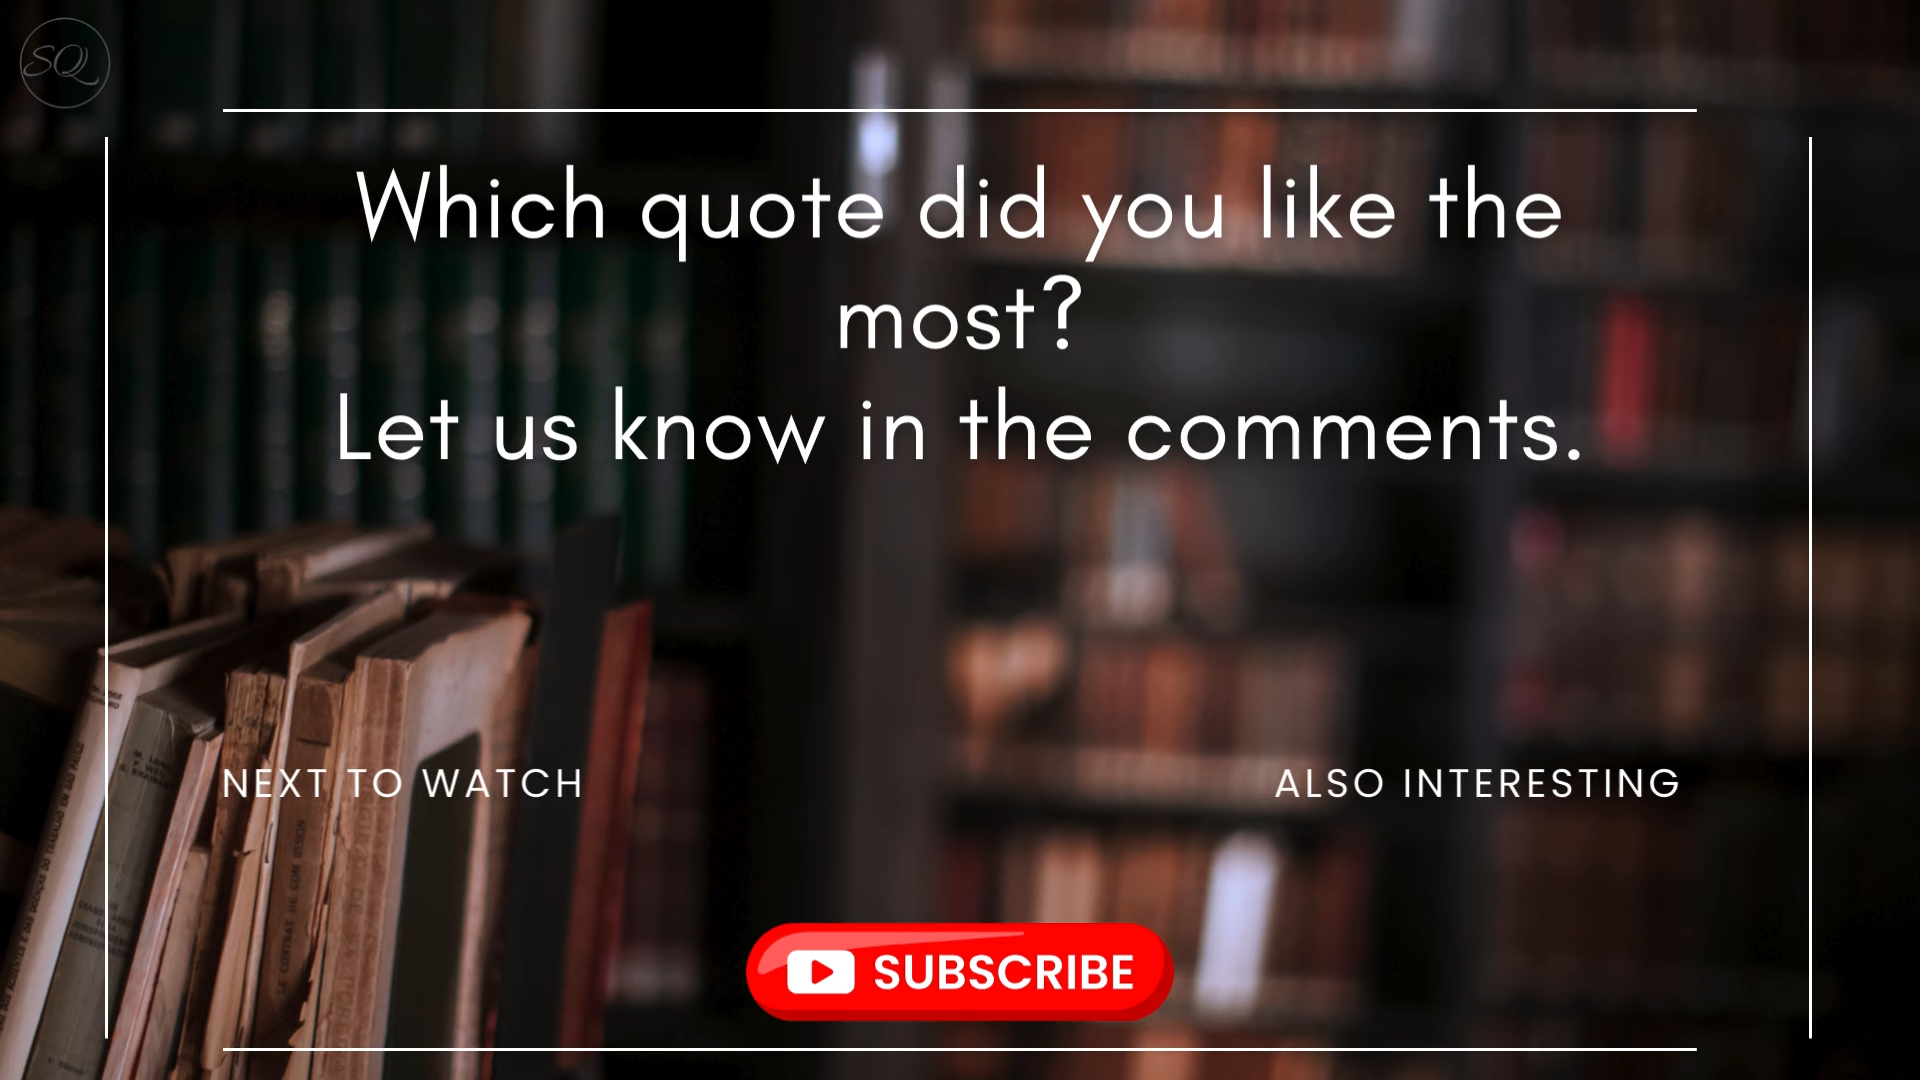 SQ
Which quote did you like the
most?
Let us know in the comments.
NEXT TO WATCH
ALSO INTERESTING
SUBSCRIBE